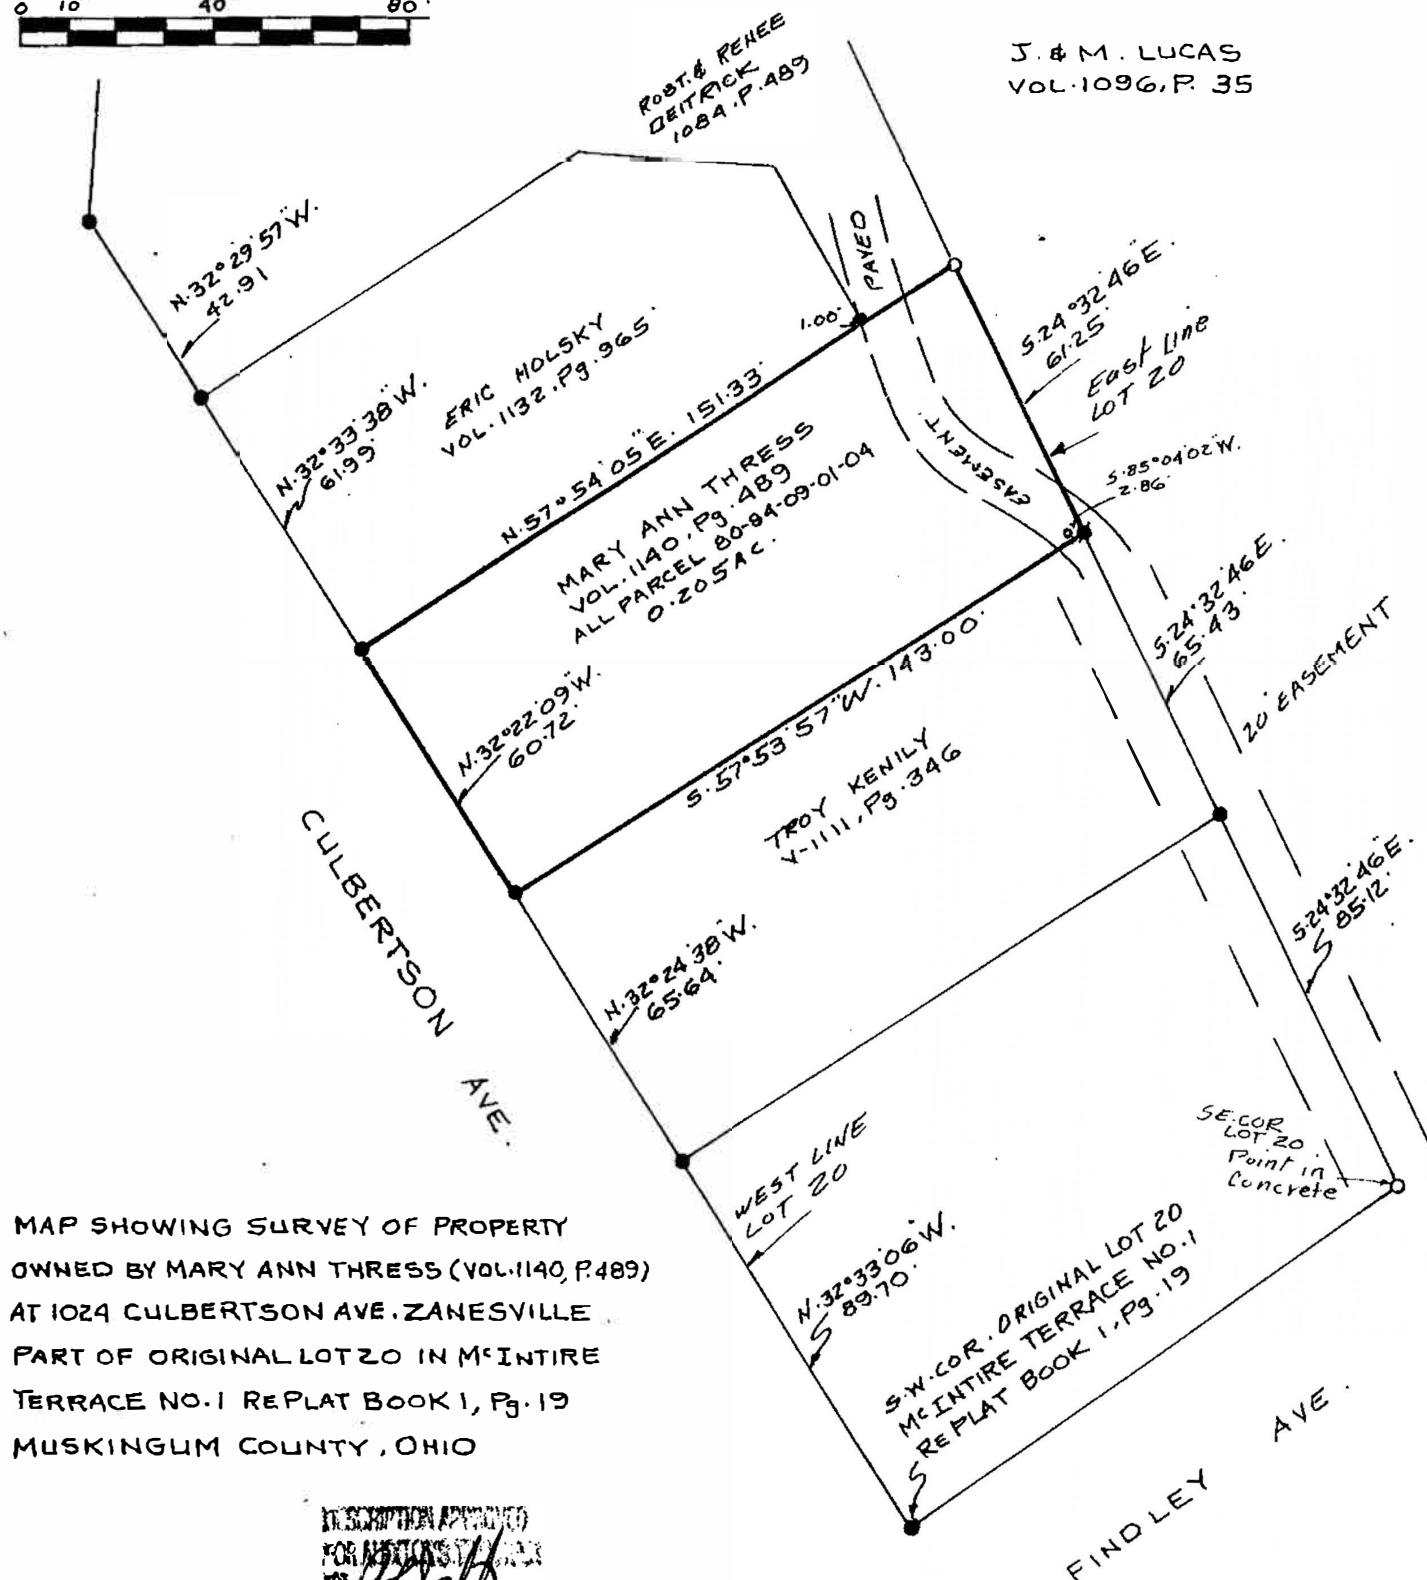 0 10 40 80'
J. & M. LUCAS
VOL. 1096, P. 35
ROBT. & RENEE
DEITRICK
1084. P. 489
N. 32° 29' 57" W.
42.91
PAVED
1.00'
S. 24° 32' 46" E.
61.25'
East Line
LOT 20
ERIC HOLSKY
VOL. 1132, Pg. 965
N. 32° 33' 38" W.
61.99'
N. 57° 54' 05" E. 151.33'
EASEMENT
S. 85° 04' 02" W.
2.86'
MARY ANN THRESS
VOL. 1140, Pg. 489
ALL PARCEL 80-84-09-01-04
0.205 AC.
S. 24° 32' 46" E.
65.43'
20' EASEMENT
N. 32° 22' 09" W.
60.72'
S. 57° 53' 57" W. 143.00'
TROY KENILY
V-1111, Pg. 346
CULBERTSON AVE.
N. 32° 24' 38" W.
65.64'
S. 24° 32' 46" E.
85.12'
SE. COR
LOT 20
Point in
Concrete
WEST LINE
LOT 20
N. 32° 33' 06" W.
89.70'
S.W. COR. ORIGINAL LOT 20
McINTIRE TERRACE NO. 1
RE PLAT BOOK 1, Pg. 19
FINDLEY AVE.
MAP SHOWING SURVEY OF PROPERTY
OWNED BY MARY ANN THRESS (VOL. 1140, P. 489)
AT 1024 CULBERTSON AVE. ZANESVILLE
PART OF ORIGINAL LOT 20 IN McINTIRE
TERRACE NO. 1 RE PLAT BOOK 1, Pg. 19
MUSKINGUM COUNTY, OHIO
DESCRIPTION APPROVED
FOR